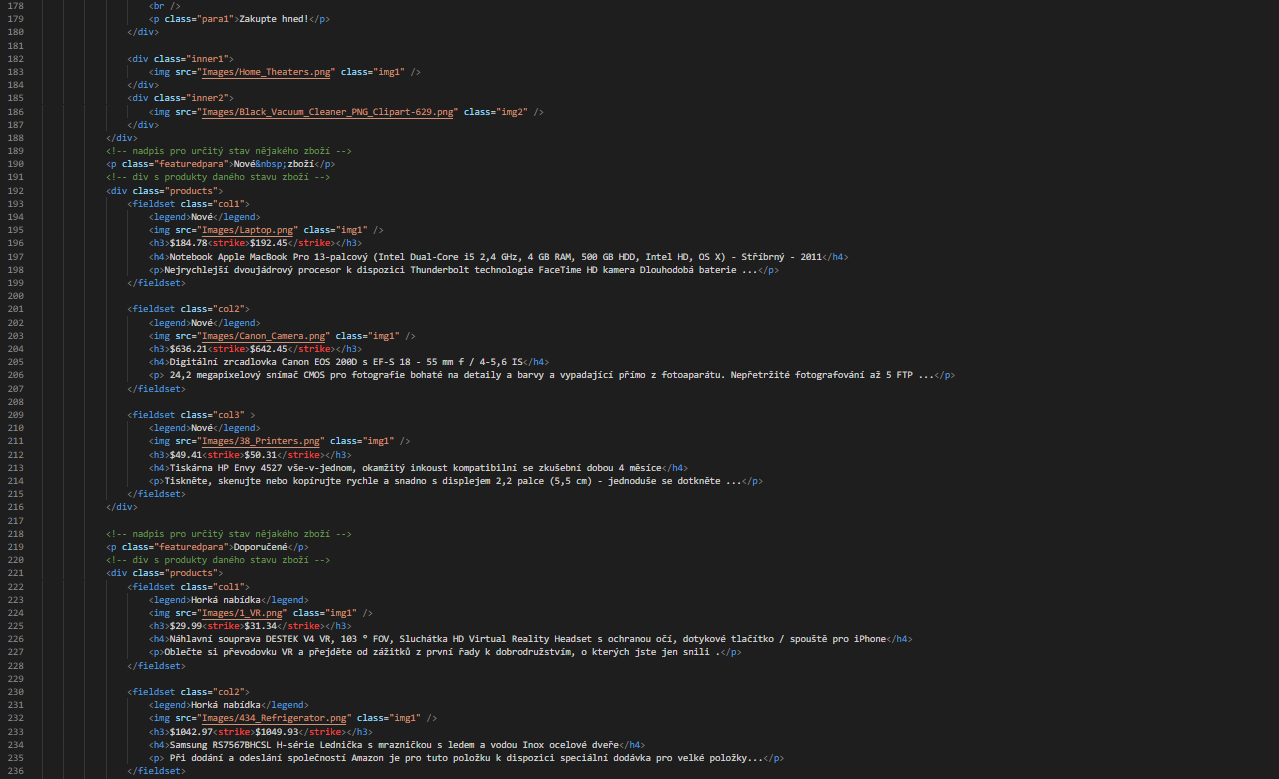 178 <br />
179 <p class="para1">Zakupte hned!</p>
180 </div>
181
182 <div class="inner1">
183 <img src="Images/Home_Theaters.png" class="img1" />
184 </div>
185 <div class="inner2">
186 <img src="Images/Black_Vacuum_Cleaner_PNG_Clipart-629.png" class="img2" />
187 </div>
188 </div>
189 <!-- nadpis pro určitý stav nějakého zboží -->
190 <p class="featuredpara">Nové&nbsp;zboží</p>
191 <!-- div s produkty daného stavu zboží -->
192 <div class="products">
193 <fieldset class="col1">
194 <legend>Nové</legend>
195 <img src="Images/Laptop.png" class="img1" />
196 <h3>$184.78<strike>$192.45</strike></h3>
197 <h4>Notebook Apple MacBook Pro 13-palcový (Intel Dual-Core i5 2,4 GHz, 4 GB RAM, 500 GB HDD, Intel HD, OS X) - Stříbrný - 2011</h4>
198 <p>Nejrychlejší dvoujádrový procesor k dispozici Thunderbolt technologie FaceTime HD kamera Dlouhodobá baterie ...</p>
199 </fieldset>
200
201 <fieldset class="col2">
202 <legend>Nové</legend>
203 <img src="Images/Canon_Camera.png" class="img1" />
204 <h3>$636.21<strike>$642.45</strike></h3>
205 <h4>Digitální zrcadlovka Canon EOS 200D s EF-S 18 - 55 mm f / 4-5,6 IS</h4>
206 <p> 24,2 megapixelový snímač CMOS pro fotografie bohaté na detaily a barvy a vypadající přímo z fotoaparátu. Nepřetržité fotografování až 5 FTP ...</p>
207 </fieldset>
208
209 <fieldset class="col3" >
210 <legend>Nové</legend>
211 <img src="Images/38_Printers.png" class="img1" />
212 <h3>$49.41<strike>$50.31</strike></h3>
213 <h4>Tiskárna HP Envy 4527 vše-v-jednom, okamžitý inkoust kompatibilní se zkušební dobou 4 měsíce</h4>
214 <p>Tiskněte, skenujte nebo kopírujte rychle a snadno s displejem 2,2 palce (5,5 cm) - jednoduše se dotkněte ...</p>
215 </fieldset>
216 </div>
217
218 <!-- nadpis pro určitý stav nějakého zboží -->
219 <p class="featuredpara">Doporučené</p>
220 <!-- div s produkty daného stavu zboží -->
221 <div class="products">
222 <fieldset class="col1">
223 <legend>Horká nabídka</legend>
224 <img src="Images/1_VR.png" class="img1" />
225 <h3>$29.99<strike>$31.34</strike></h3>
226 <h4>Náhlavní souprava DESTEK V4 VR, 103 ° FOV, Sluchátka HD Virtual Reality Headset s ochranou očí, dotykové tlačítko / spouště pro iPhone</h4>
227 <p>Oblečte si převodovku VR a přejděte od zážitků z první řady k dobrodružstvím, o kterých jste jen snili .</p>
228 </fieldset>
229
230 <fieldset class="col2">
231 <legend>Horká nabídka</legend>
232 <img src="Images/434_Refrigerator.png" class="img1" />
233 <h3>$1042.97<strike>$1049.93</strike></h3>
234 <h4>Samsung RS7567BHCSL H-série Lednička s mrazničkou s ledem a vodou Inox ocelové dveře</h4>
235 <p> Při dodání a odeslání společností Amazon je pro tuto položku k dispozici speciální dodávka pro velké položky...</p>
236 </fieldset>